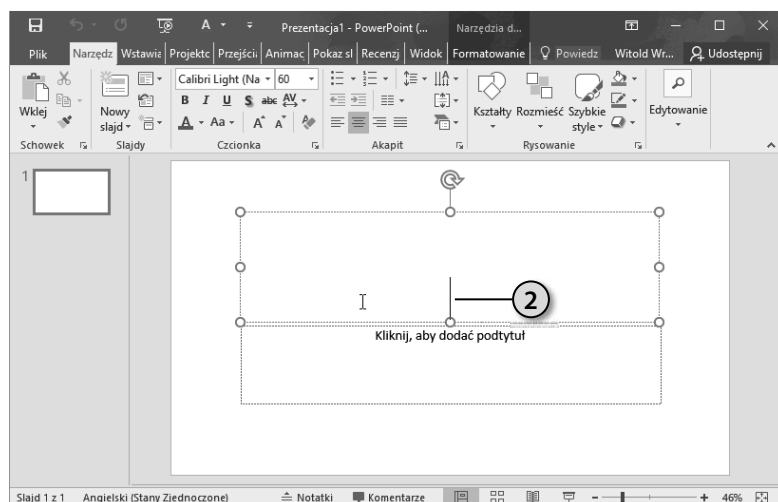 A Prezentacja1 - PowerPoint (... Narzędzia d...
Plik Narzędz Wstawie Projektc Przejści Animac Pokaz sl Recenzj Widok Formatowanie Powiedz Witold Wr... Udostępnij
Calibri Light (Na 60
B I U S abc AV
A Aa A A
Wklej
Nowy slajd
Kształty Rozmieść Szybkie style
Edytowanie
Schowek Slajdy Czcionka Akapit Rysowanie
1
2
Kliknij, aby dodać podtytuł
Slajd 1 z 1 Angielski (Stany Zjednoczone) Notatki Komentarze 46%